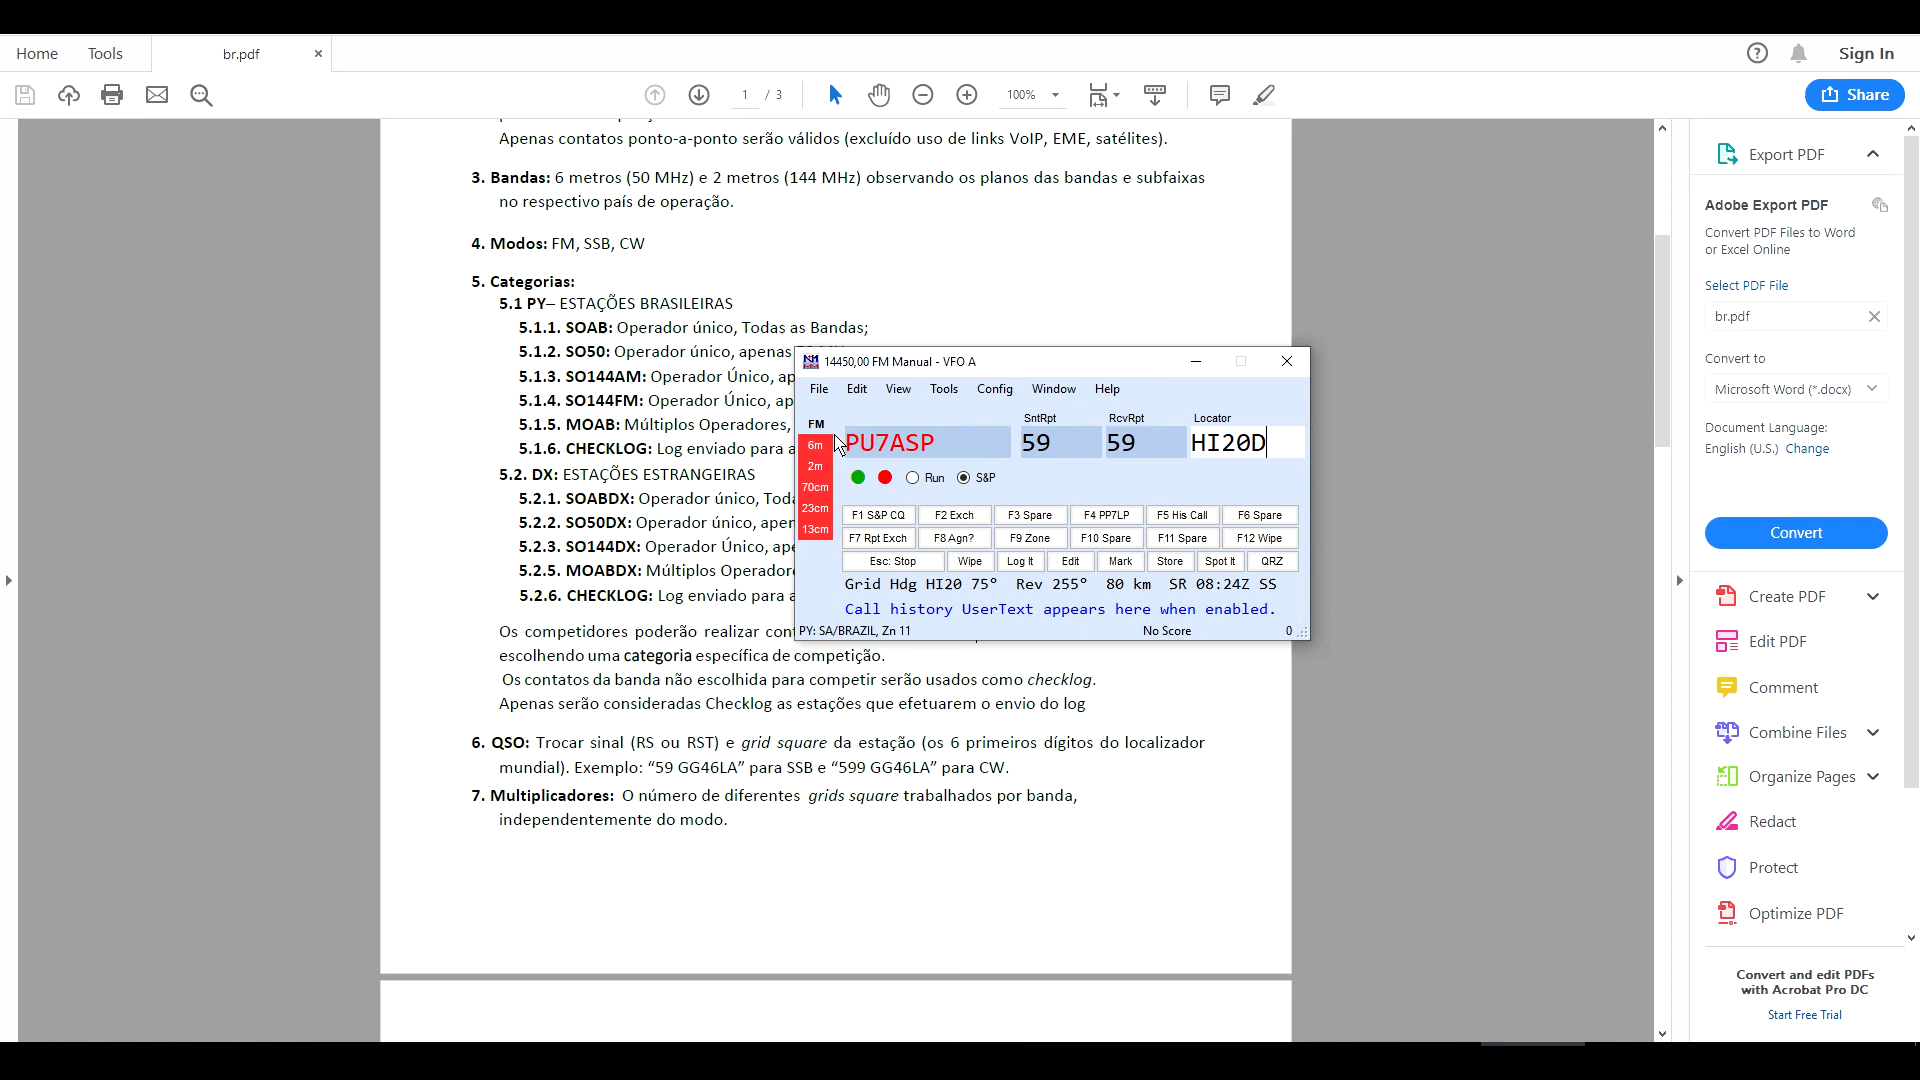 Home
Tools
br.pdf
Sign In
1 / 3
100%
Share
Apenas contatos ponto-a-ponto serão válidos (excluído uso de links VoIP, EME, satélites).
3. Bandas: 6 metros (50 MHz) e 2 metros (144 MHz) observando os planos das bandas e subfaixas
no respectivo país de operação.
4. Modos: FM, SSB, CW
5. Categorias:
5.1 PY– ESTAÇÕES BRASILEIRAS
5.1.1. SOAB: Operador único, Todas as Bandas;
5.1.2. SO50: Operador único, apenas
5.1.3. SO144AM: Operador Único, ap
5.1.4. SO144FM: Operador Único, ap
5.1.5. MOAB: Múltiplos Operadores,
5.1.6. CHECKLOG: Log enviado para a
5.2. DX: ESTAÇÕES ESTRANGEIRAS
5.2.1. SOABDX: Operador único, Toda
5.2.2. SO50DX: Operador único, apen
5.2.3. SO144DX: Operador Único, ape
5.2.5. MOABDX: Múltiplos Operadore
5.2.6. CHECKLOG: Log enviado para a
Os competidores poderão realizar con
escolhendo uma categoria específica de competição.
Os contatos da banda não escolhida para competir serão usados como checklog.
Apenas serão consideradas Checklog as estações que efetuarem o envio do log
6. QSO: Trocar sinal (RS ou RST) e grid square da estação (os 6 primeiros dígitos do localizador
mundial). Exemplo: “59 GG46LA” para SSB e “599 GG46LA” para CW.
7. Multiplicadores: O número de diferentes grids square trabalhados por banda,
independentemente do modo.
14450,00 FM Manual - VFO A
File Edit View Tools Config Window Help
SntRpt RcvRpt Locator
FM
PU7ASP 59 59 HI20D
6m
2m
70cm
23cm
13cm
Run S&P
F1 S&P CQ F2 Exch F3 Spare F4 PP7LP F5 His Call F6 Spare
F7 Rpt Exch F8 Agn? F9 Zone F10 Spare F11 Spare F12 Wipe
Esc: Stop Wipe Log It Edit Mark Store Spot It QRZ
Grid Hdg HI20 75° Rev 255° 80 km SR 08:24Z SS
Call history UserText appears here when enabled.
PY: SA/BRAZIL, Zn 11 No Score 0
Export PDF
Adobe Export PDF
Convert PDF Files to Word
or Excel Online
Select PDF File
br.pdf
Convert to
Microsoft Word (*.docx)
Document Language:
English (U.S.) Change
Convert
Create PDF
Edit PDF
Comment
Combine Files
Organize Pages
Redact
Protect
Optimize PDF
Convert and edit PDFs
with Acrobat Pro DC
Start Free Trial